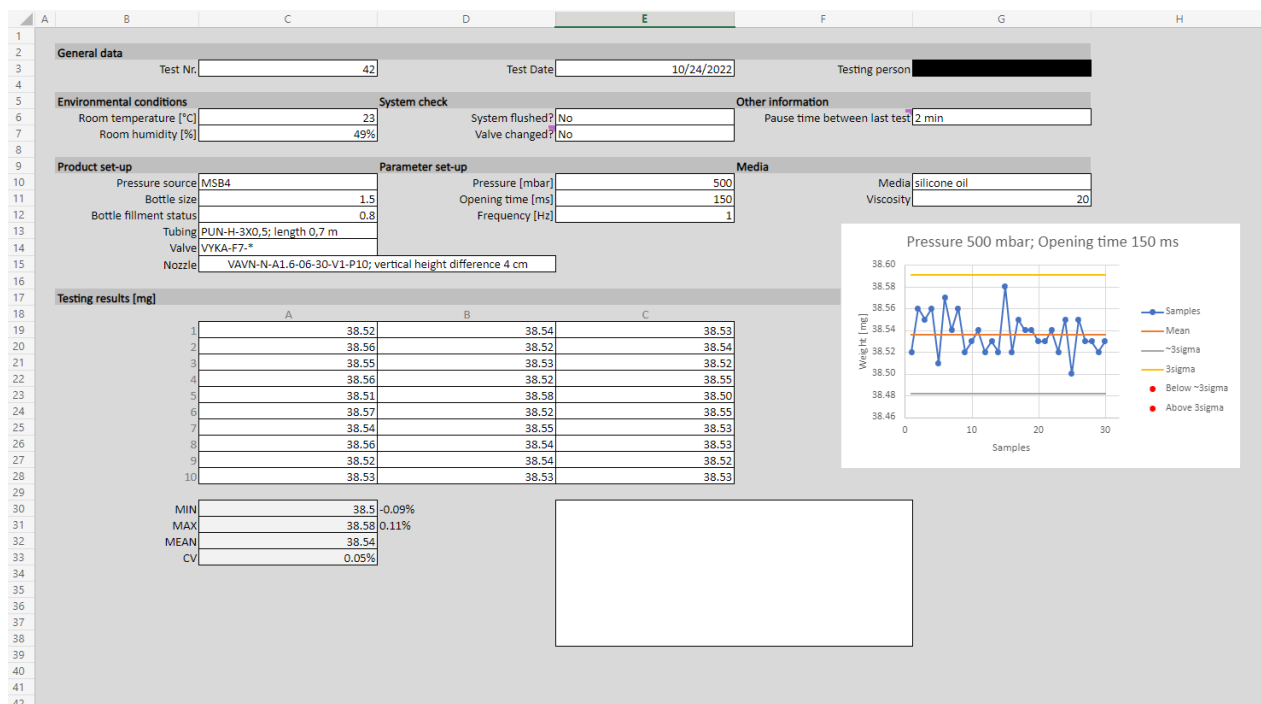 A B C D E F G H
1
2 General data
3 Test Nr. 42 Test Date 10/24/2022 Testing person
4
5 Environmental conditions System check Other information
6 Room temperature [°C] 23 System flushed? No Pause time between last test 2 min
7 Room humidity [%] 49% Valve changed? No
8
9 Product set-up Parameter set-up Media
10 Pressure source MSB4 Pressure [mbar] 500 Media silicone oil
11 Bottle size 1.5 Opening time [ms] 150 Viscosity 20
12 Bottle fillment status 0.8 Frequency [Hz] 1
13 Tubing PUN-H-3X0,5; length 0,7 m
14 Valve VYKA-F7-*
15 Nozzle VAVN-N-A1.6-06-30-V1-P10; vertical height difference 4 cm
16
17 Testing results [mg]
18 A B C
19 1 38.52 38.54 38.53
20 2 38.56 38.52 38.54
21 3 38.55 38.53 38.52
22 4 38.56 38.52 38.55
23 5 38.51 38.58 38.50
24 6 38.57 38.52 38.55
25 7 38.54 38.55 38.53
26 8 38.56 38.54 38.53
27 9 38.52 38.54 38.52
28 10 38.53 38.53 38.53
29
30 MIN 38.5 -0.09%
31 MAX 38.58 0.11%
32 MEAN 38.54
33 CV 0.05%
34
35
36
37
38
39
40
41
42
Pressure 500 mbar; Opening time 150 ms
Weight [mg]
38.60
38.58
38.56
38.54
38.52
38.50
38.48
38.46
0 10 20 30
Samples
Samples
Mean
~3sigma
3sigma
Below ~3sigma
Above 3sigma